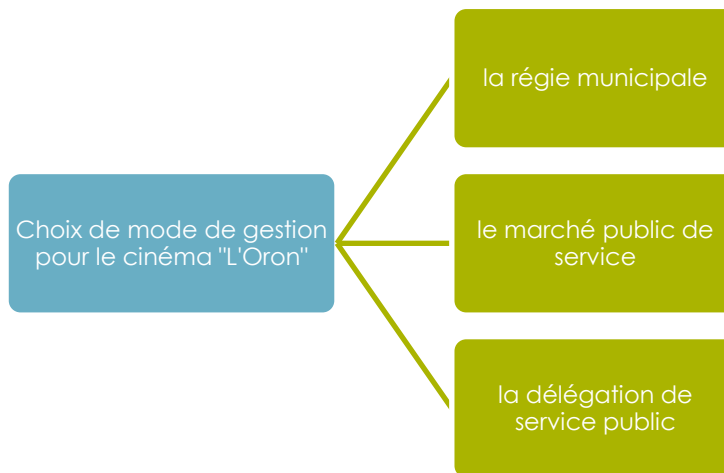 Choix de mode de gestion
pour le cinéma "L'Oron"
la régie municipale
le marché public de
service
la délégation de
service public